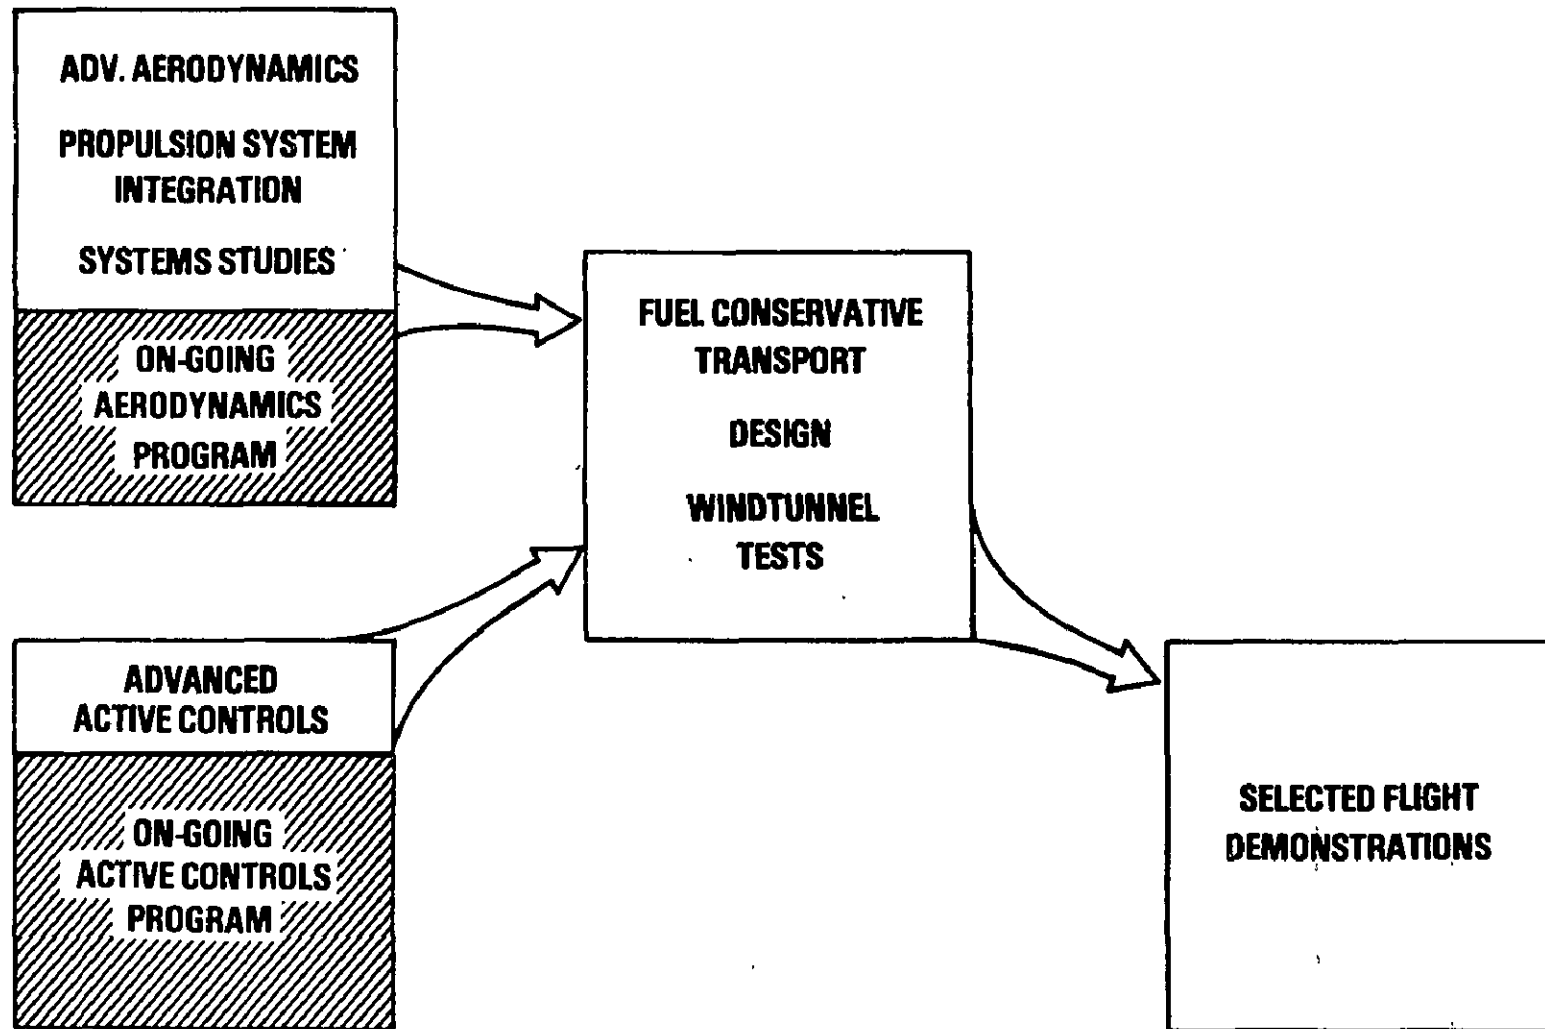 ADV. AERODYNAMICS
PROPULSION SYSTEM
INTEGRATION
SYSTEMS STUDIES
ON-GOING
AERODYNAMICS
PROGRAM
FUEL CONSERVATIVE
TRANSPORT
DESIGN
WINDTUNNEL
TESTS
ADVANCED
ACTIVE CONTROLS
ON-GOING
ACTIVE CONTROLS
PROGRAM
SELECTED FLIGHT
DEMONSTRATIONS